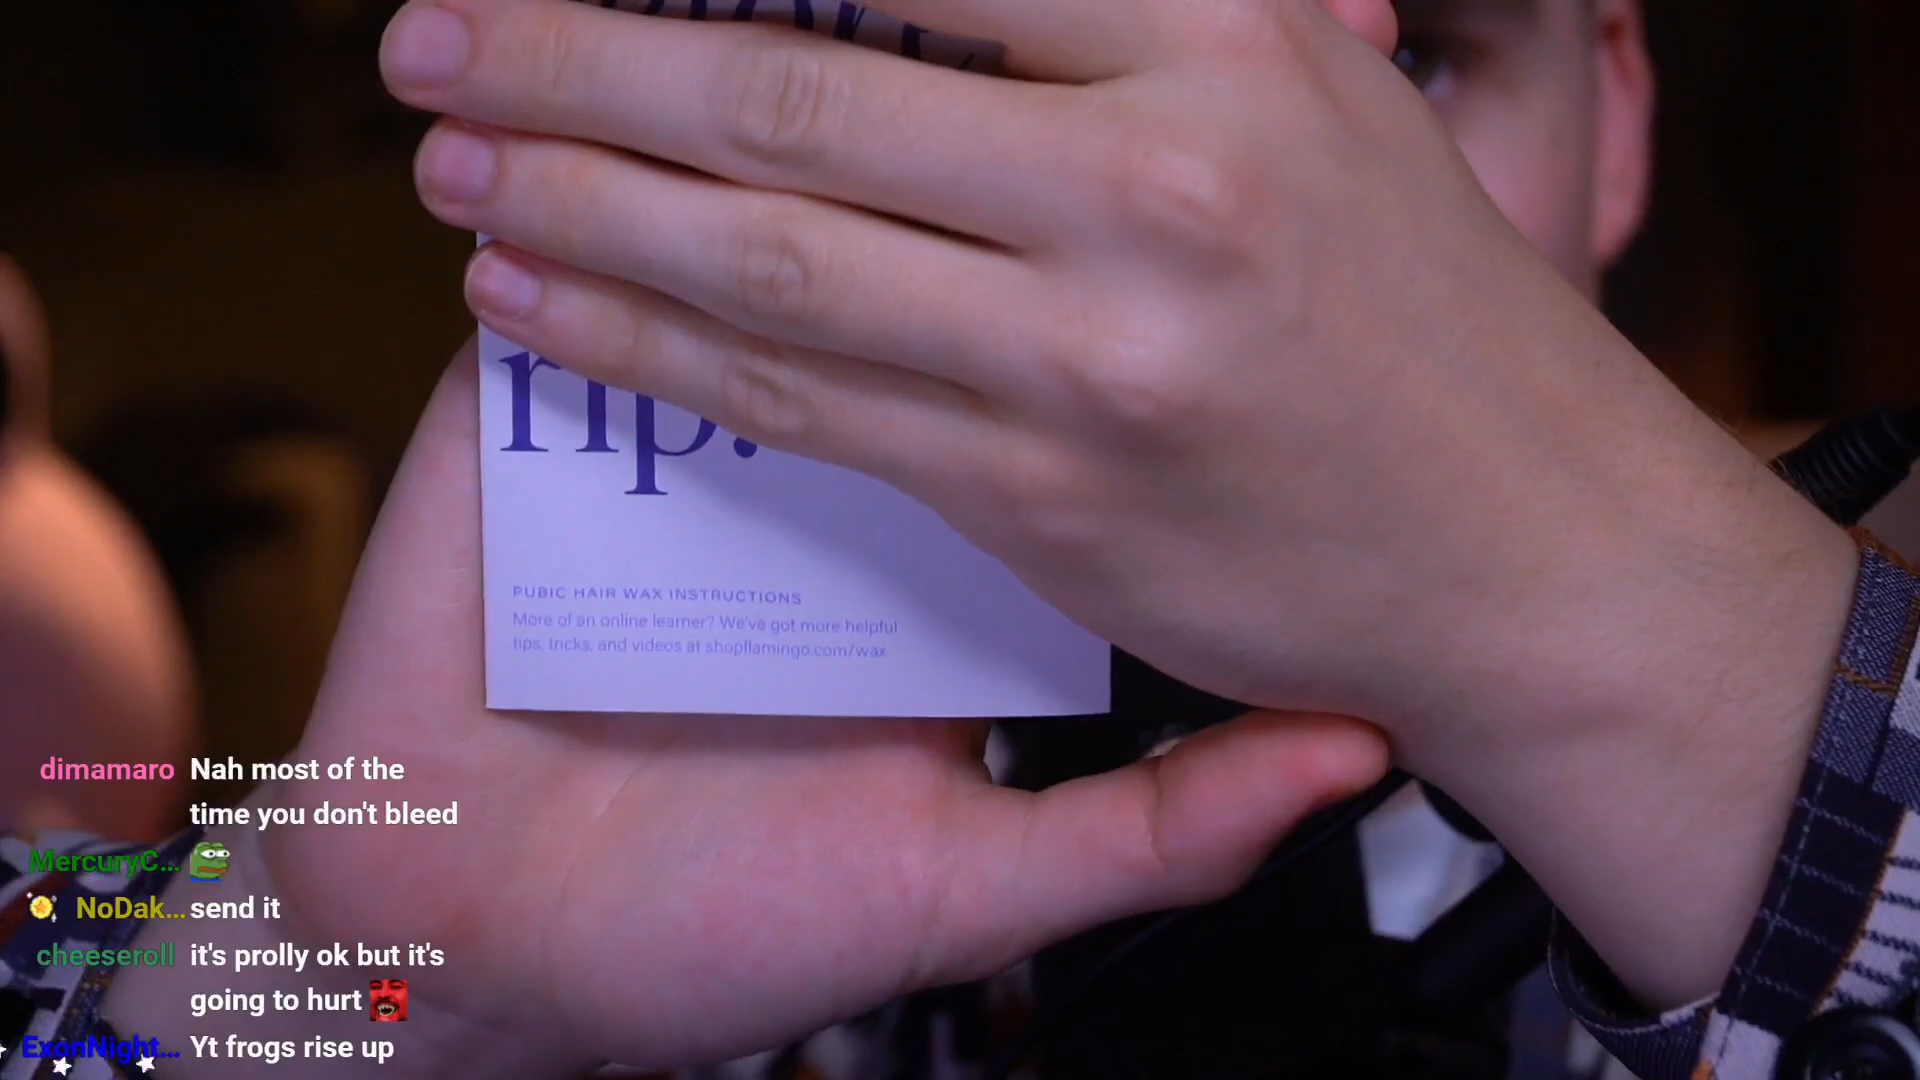 rip.
PUBIC HAIR WAX INSTRUCTIONS
More of an online learner? We've got more helpful
tips, tricks, and videos at shopflamingo.com/wax
dimamaro Nah most of the
time you don't bleed
MercuryC...
NoDak... send it
cheeseroll it's prolly ok but it's
going to hurt
ExonNight... Yt frogs rise up